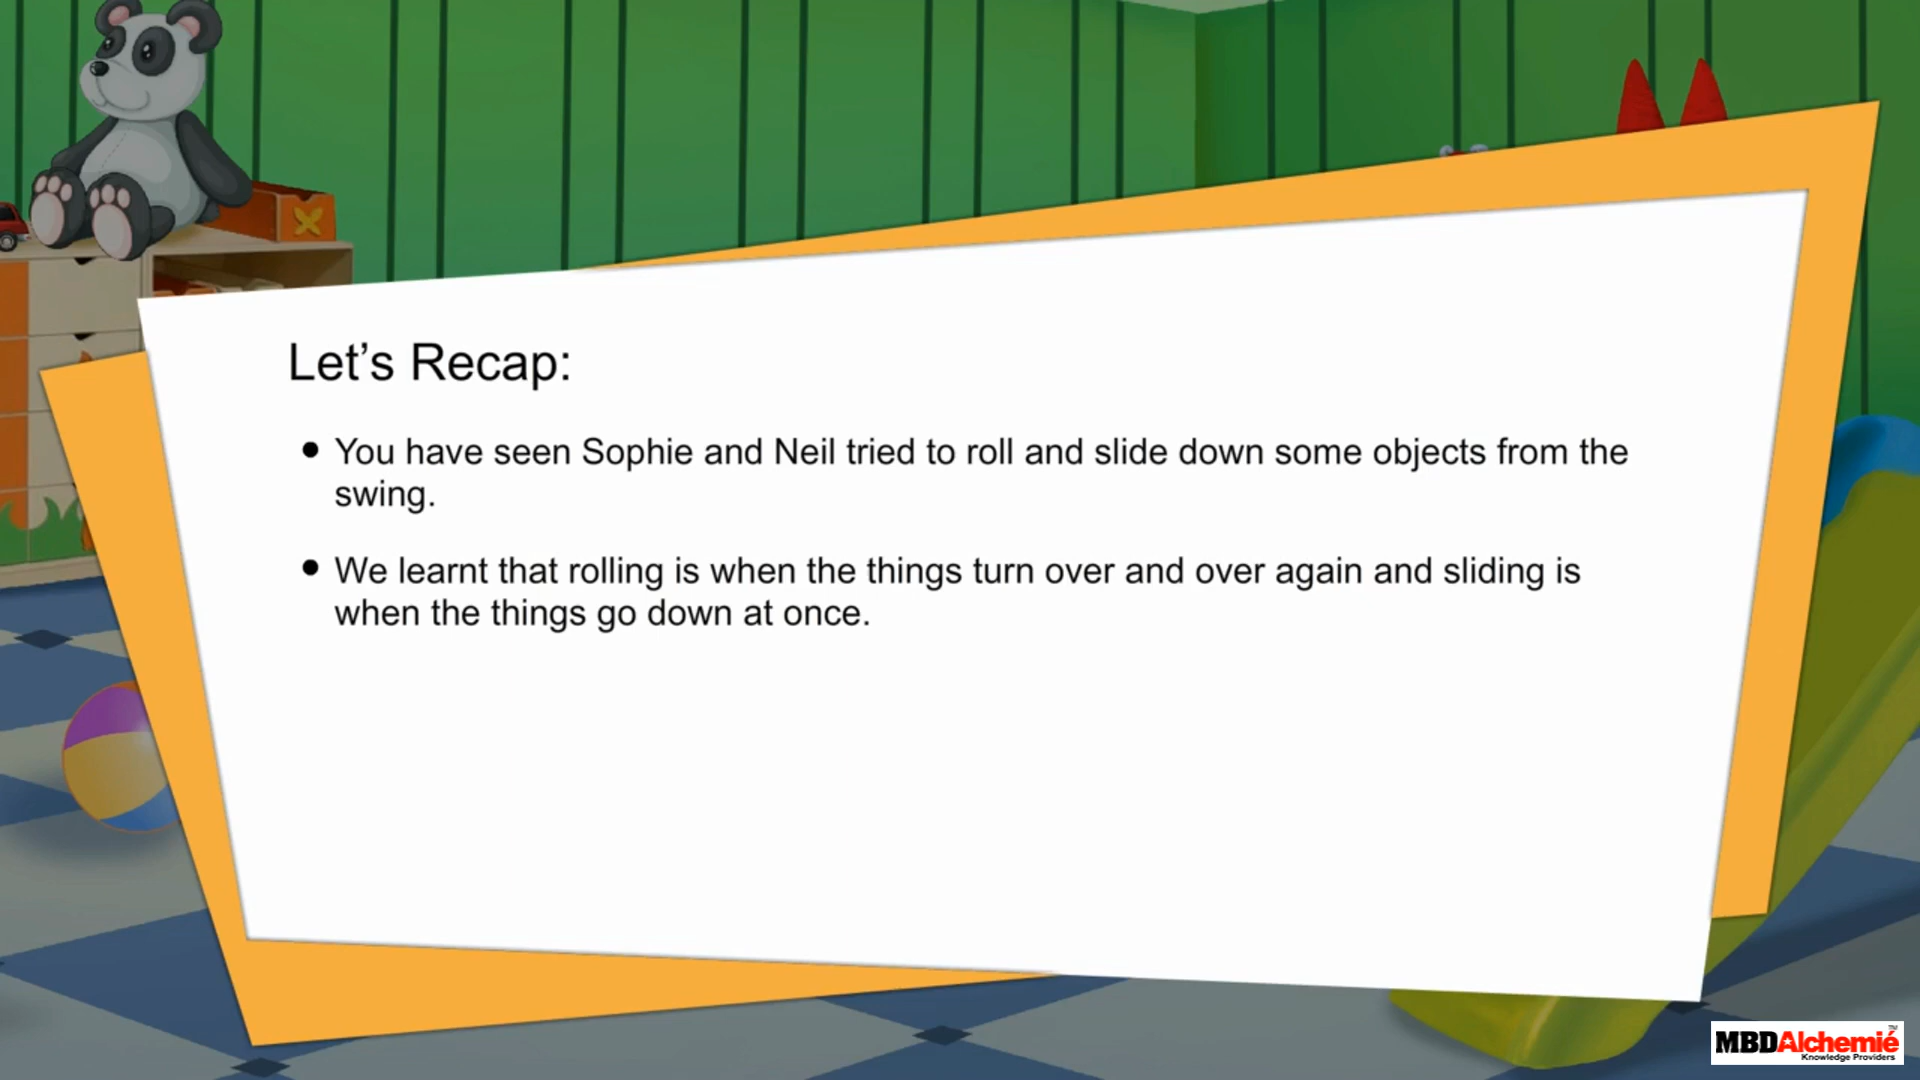 Let's Recap:
● You have seen Sophie and Neil tried to roll and slide down some objects from the
swing.
● We learnt that rolling is when the things turn over and over again and sliding is
when the things go down at once.
MBDAlchemié™
Knowledge Providers